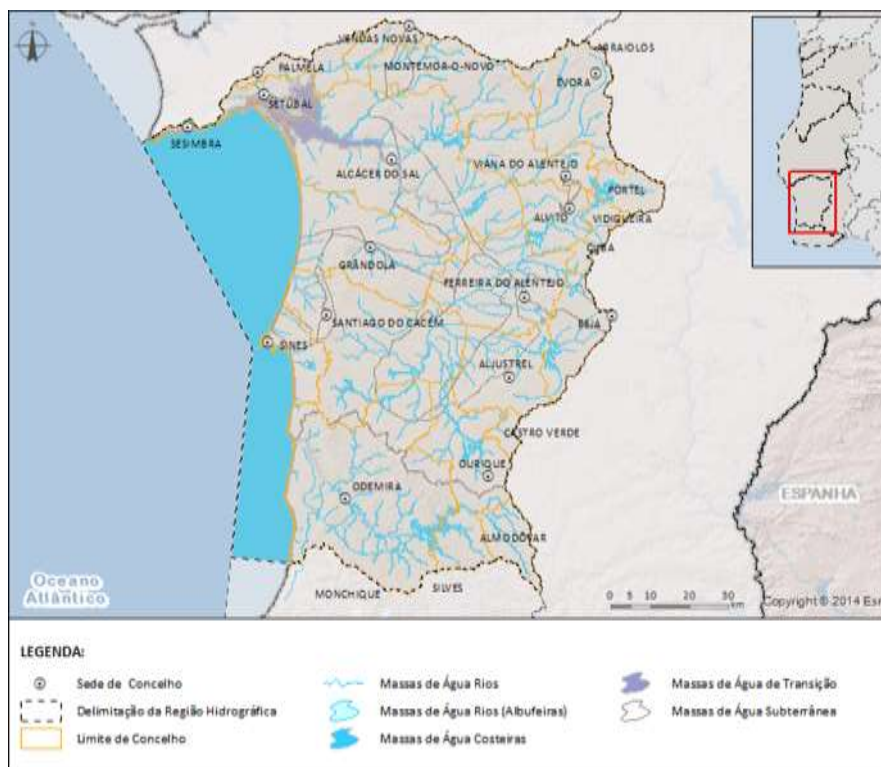 VENDAS NOVAS
ARRAIOLOS
PALMELA
MONTEMOR-O-NOVO
ÉVORA
SETÚBAL
SESIMBRA
ALCÁCER DO SAL
VIANA DO ALENTEJO
PORTEL
ALVITO
VIDIGUEIRA
CUBA
GRÂNDOLA
FERREIRA DO ALENTEJO
SANTIAGO DO CACÉM
BEJA
SINES
ALJUSTREL
CASTRO VERDE
OURIQUE
ODEMIRA
ESPANHA
ALMODÔVAR
Oceano
Atlântico
MONCHIQUE
SILVES
0 5 10 20 30
km
Copyright © 2014 Esr
LEGENDA:
Sede de Concelho
Massas de Água Rios
Massas de Água de Transição
Delimitação da Região Hidrográfica
Massas de Água Rios (Albufeiras)
Massas de Água Subterrânea
Limite de Concelho
Massas de Água Costeiras